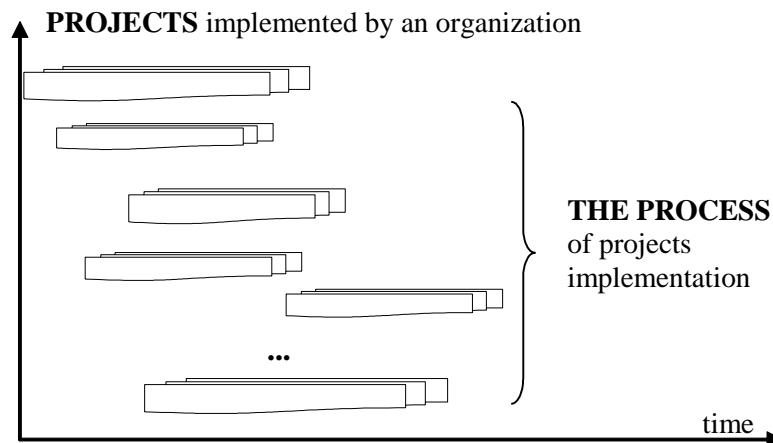 PROJECTS implemented by an organization
THE PROCESS
of projects
implementation
...
time